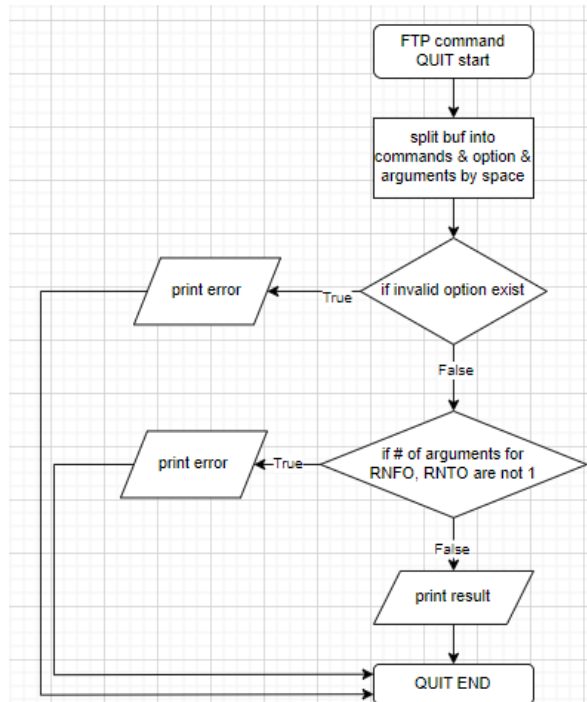 FTP command
QUIT start
split buf into
commands & option &
arguments by space
if invalid option exist
True
print error
False
if # of arguments for
RNFO, RNTO are not 1
True
print error
False
print result
QUIT END